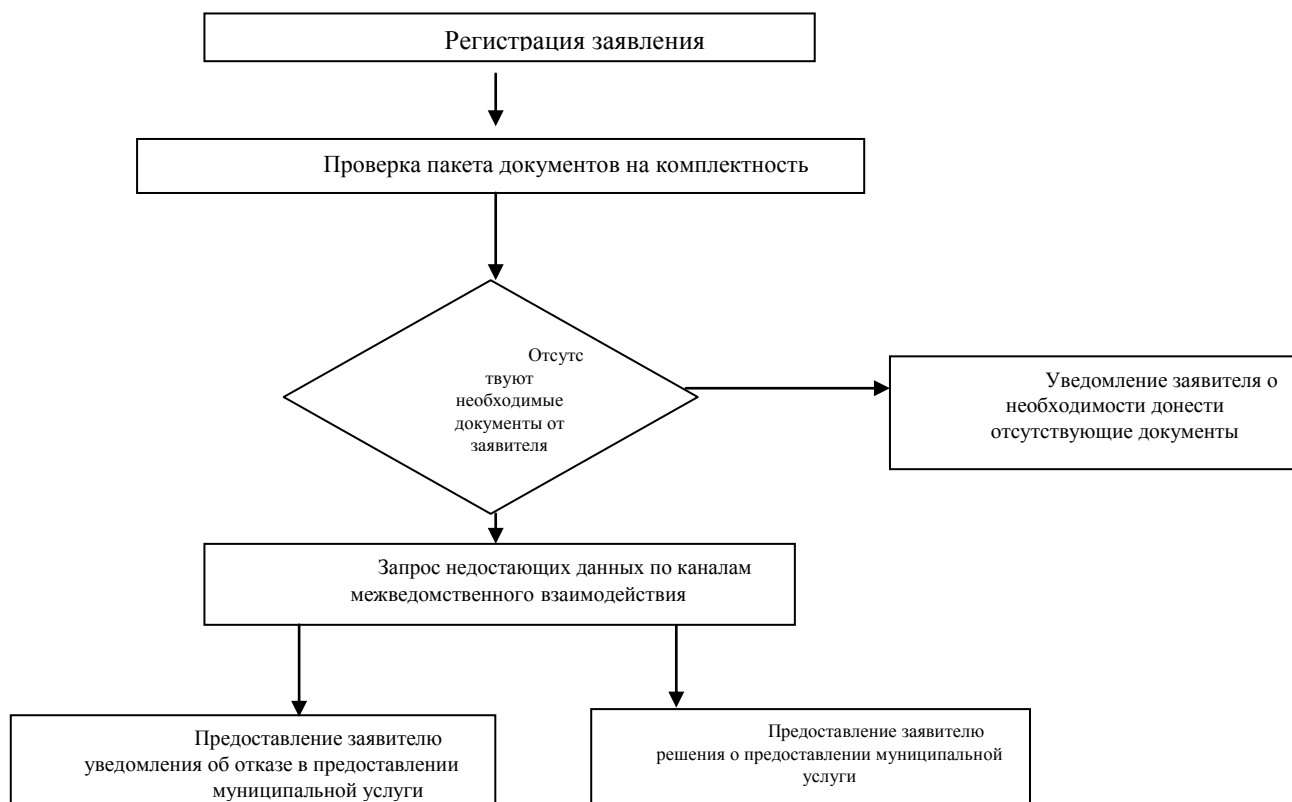 Регистрация заявления
Проверка пакета документов на комплектность
Отсутс
твуют
необходимые
документы от
заявителя
Уведомление заявителя о
необходимости донести
отсутствующие документы
Запрос недостающих данных по каналам
межведомственного взаимодействия
Предоставление заявителю
уведомления об отказе в предоставлении
муниципальной услуги
Предоставление заявителю
решения о предоставлении муниципальной
услуги